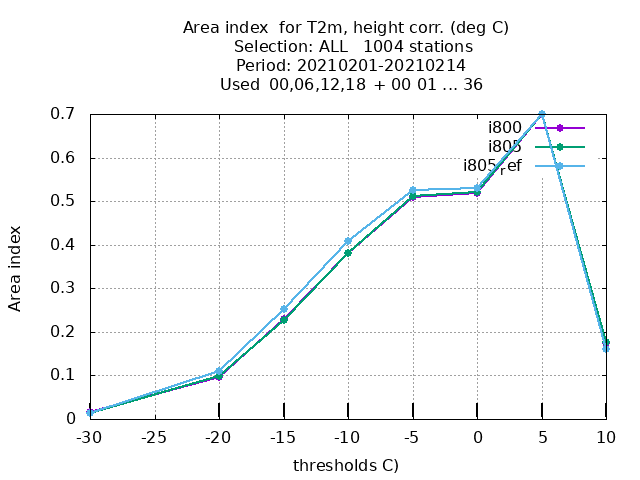 Area index  for T2m, height corr. (deg C)
Selection: ALL   1004 stations
Period: 20210201-20210214
Used  00,06,12,18  + 00 01 ... 36
0.7
0.6
0.5
0.4
0.3
0.2
0.1
0
Area index
i800
i805
i805ref
-30
-25
-20
-15
-10
-5
0
5
10
thresholds C)